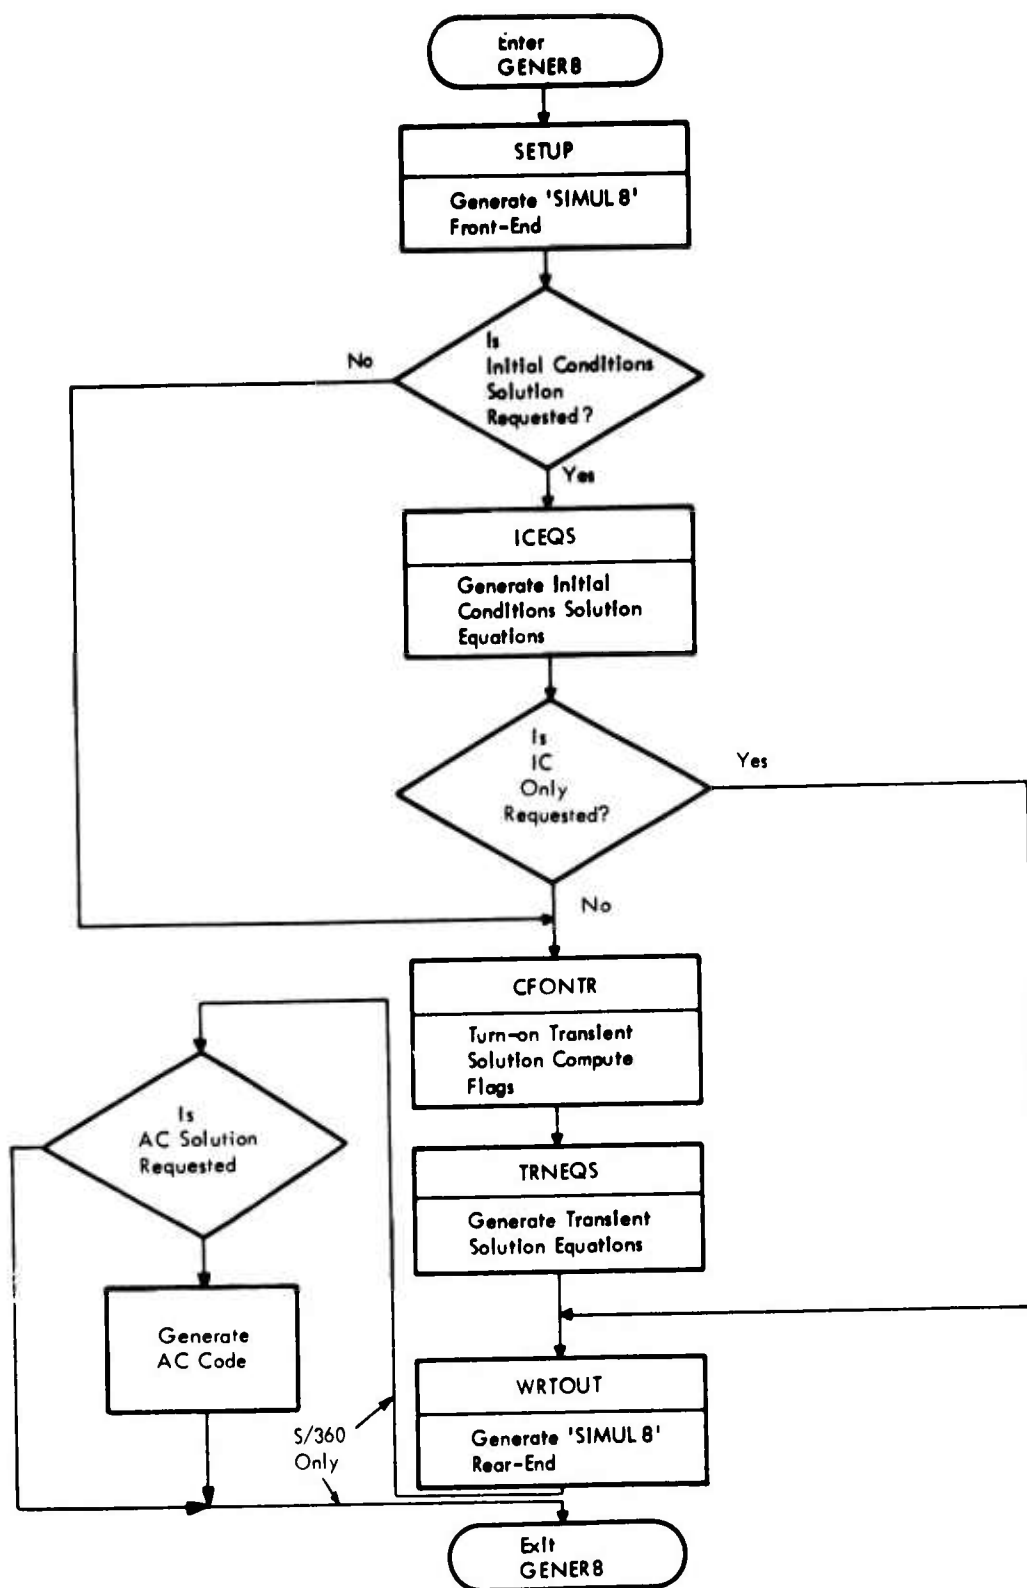 Enter
GENER8
SETUP
Generate 'SIMUL 8'
Front-End
Is
Initial Conditions
Solution
Requested?
No
Yes
ICEQS
Generate Initial
Conditions Solution
Equations
Is
IC
Only
Requested?
Yes
No
CFONTR
Turn-on Transient
Solution Compute
Flags
Is
AC Solution
Requested
TRNEQS
Generate Transient
Solution Equations
Generate
AC Code
WRTOUT
Generate 'SIMUL 8'
Rear-End
S/360
Only
Exit
GENER8